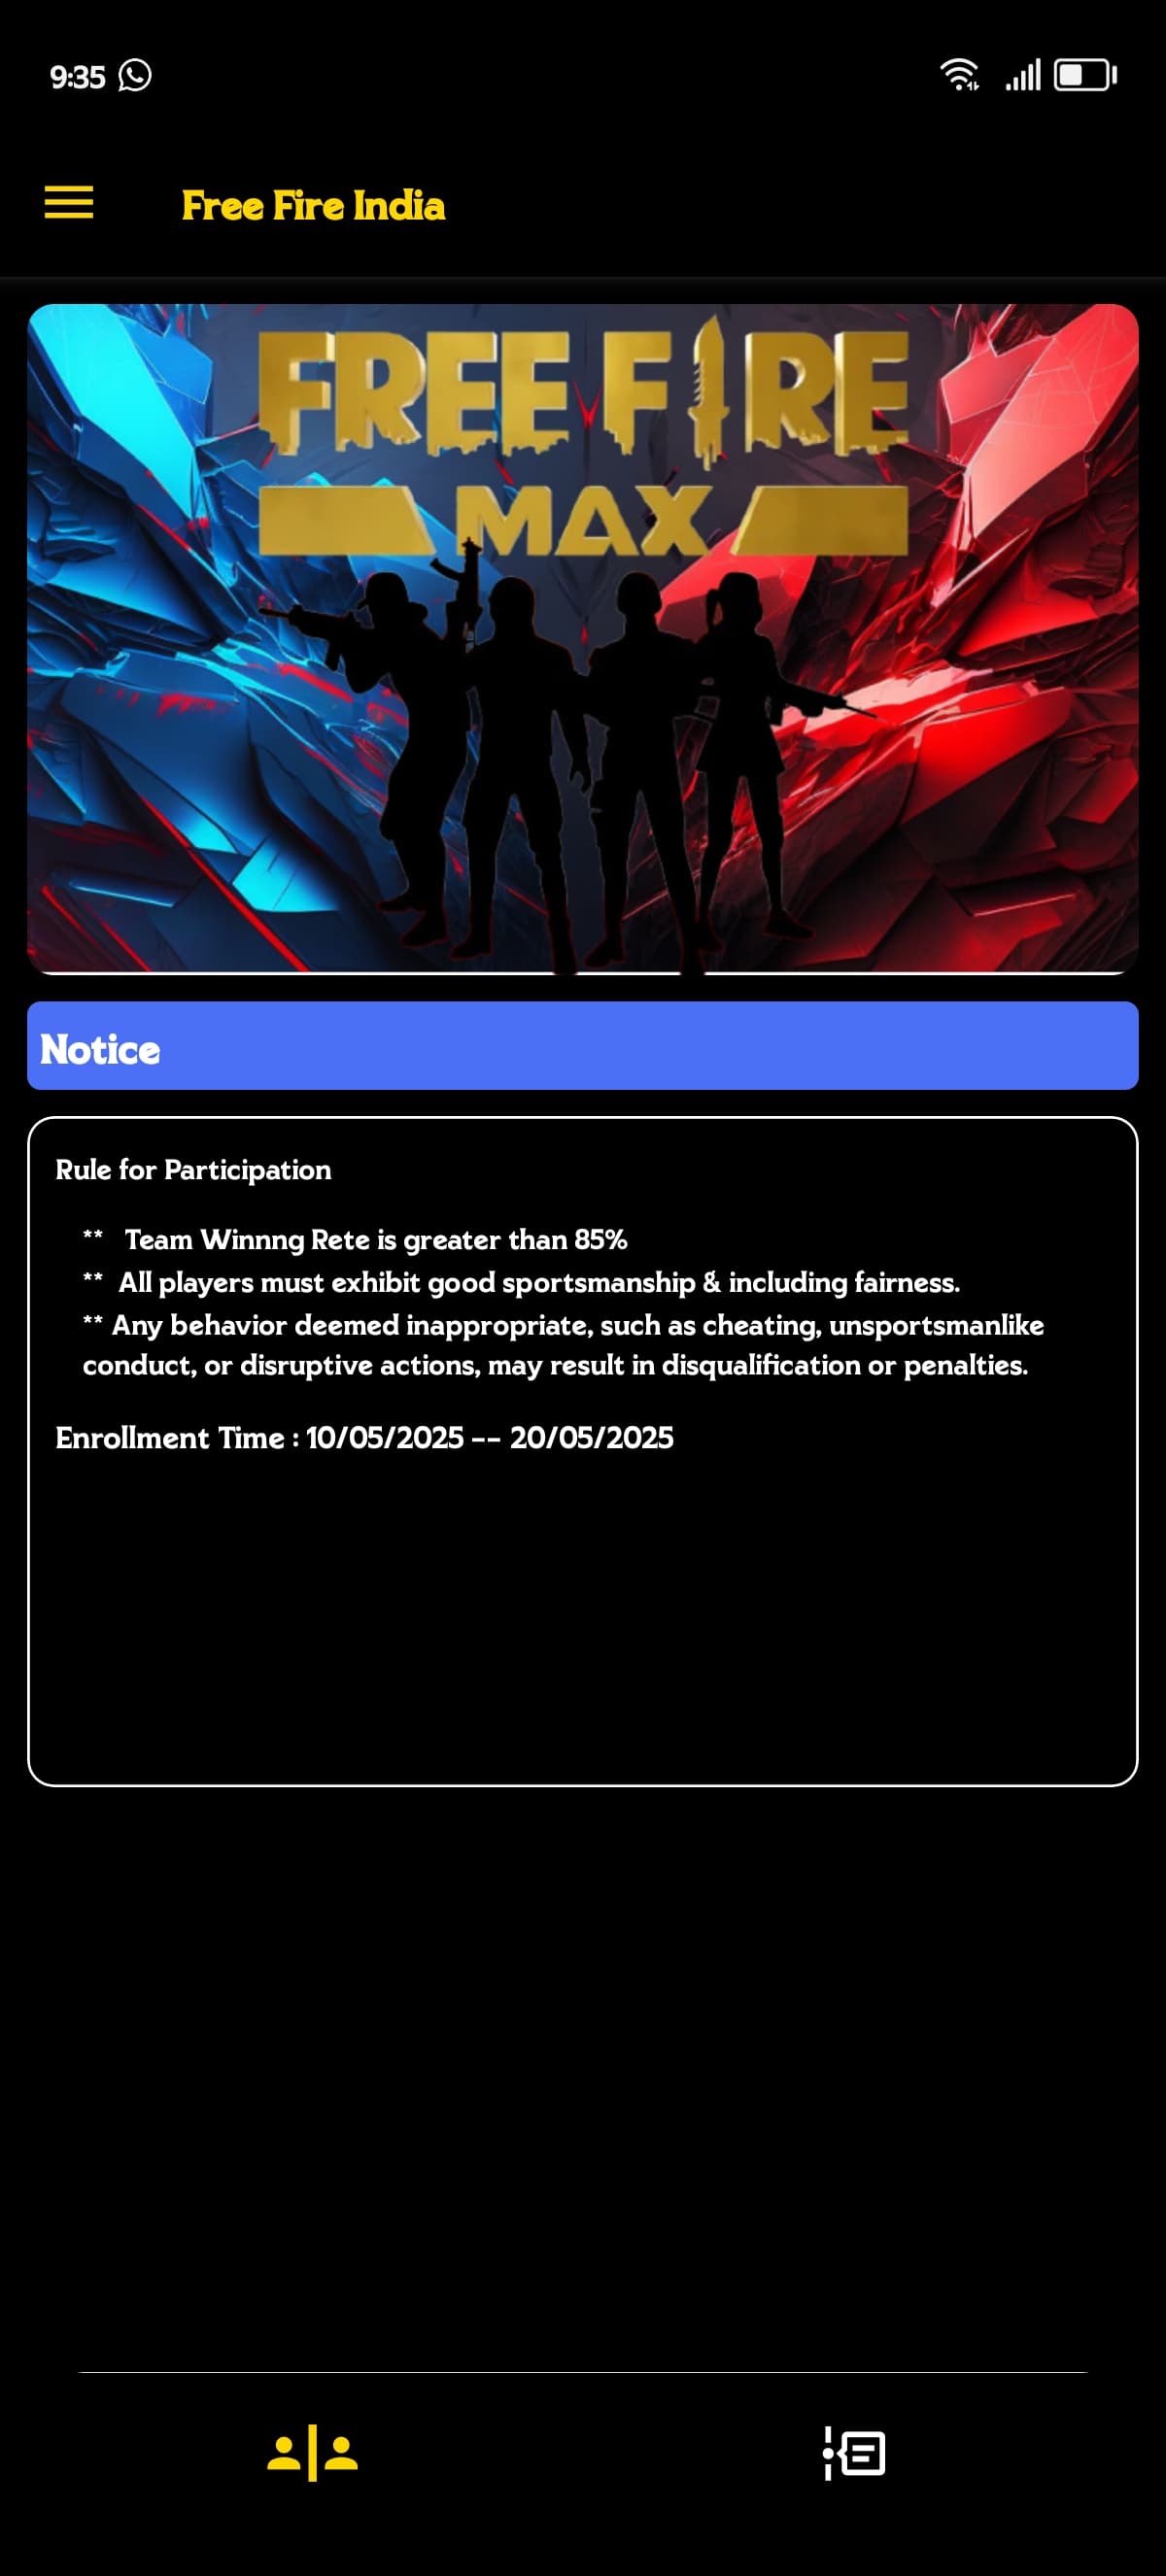 9:35
Free Fire India
FREE FIRE
MAX
Notice
Rule for Participation
** Team Winnng Rete is greater than 85%
** All players must exhibit good sportsmanship & including fairness.
** Any behavior deemed inappropriate, such as cheating, unsportsmanlike
conduct, or disruptive actions, may result in disqualification or penalties.
Enrollment Time : 10/05/2025 -- 20/05/2025